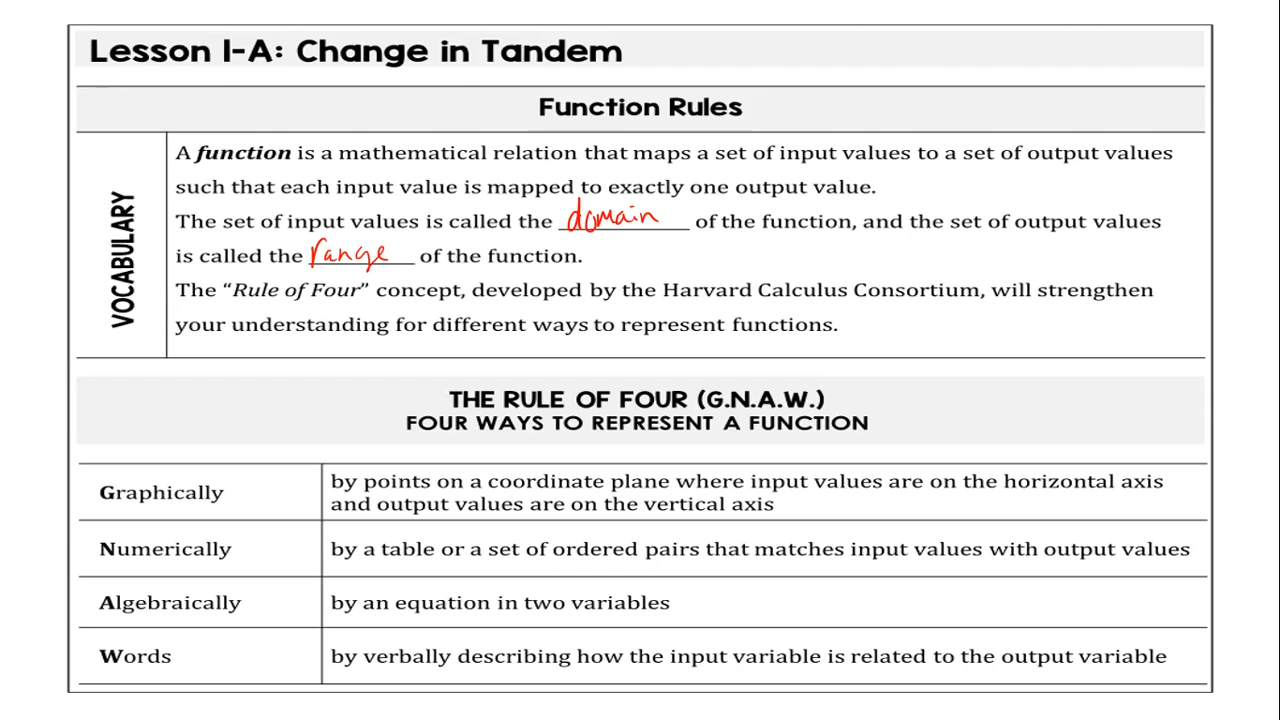 Lesson 1-A: Change in Tandem
Function Rules
VOCABULARY
A function is a mathematical relation that maps a set of input values to a set of output values
such that each input value is mapped to exactly one output value.
The set of input values is called the domain of the function, and the set of output values
is called the range of the function.
The “Rule of Four” concept, developed by the Harvard Calculus Consortium, will strengthen
your understanding for different ways to represent functions.
THE RULE OF FOUR (G.N.A.W.)
FOUR WAYS TO REPRESENT A FUNCTION
Graphically
by points on a coordinate plane where input values are on the horizontal axis
and output values are on the vertical axis
Numerically
by a table or a set of ordered pairs that matches input values with output values
Algebraically
by an equation in two variables
Words
by verbally describing how the input variable is related to the output variable